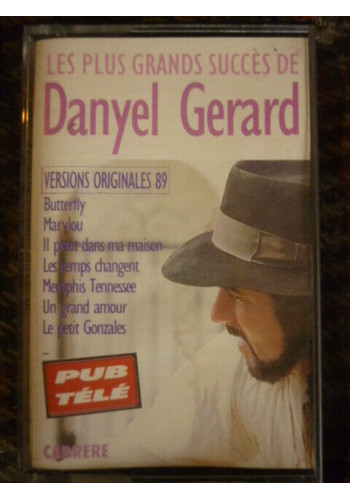 LES PLUS GRANDS SUCCÈS DE
Danyel Gerard
VERSIONS ORIGINALES 89
Butterfly
Marylou
Il pleut dans ma maison
Les temps changent
Memphis Tennessee
Un grand amour
Le petit Gonzales
...
PUB
TÉLÉ
CARRERE